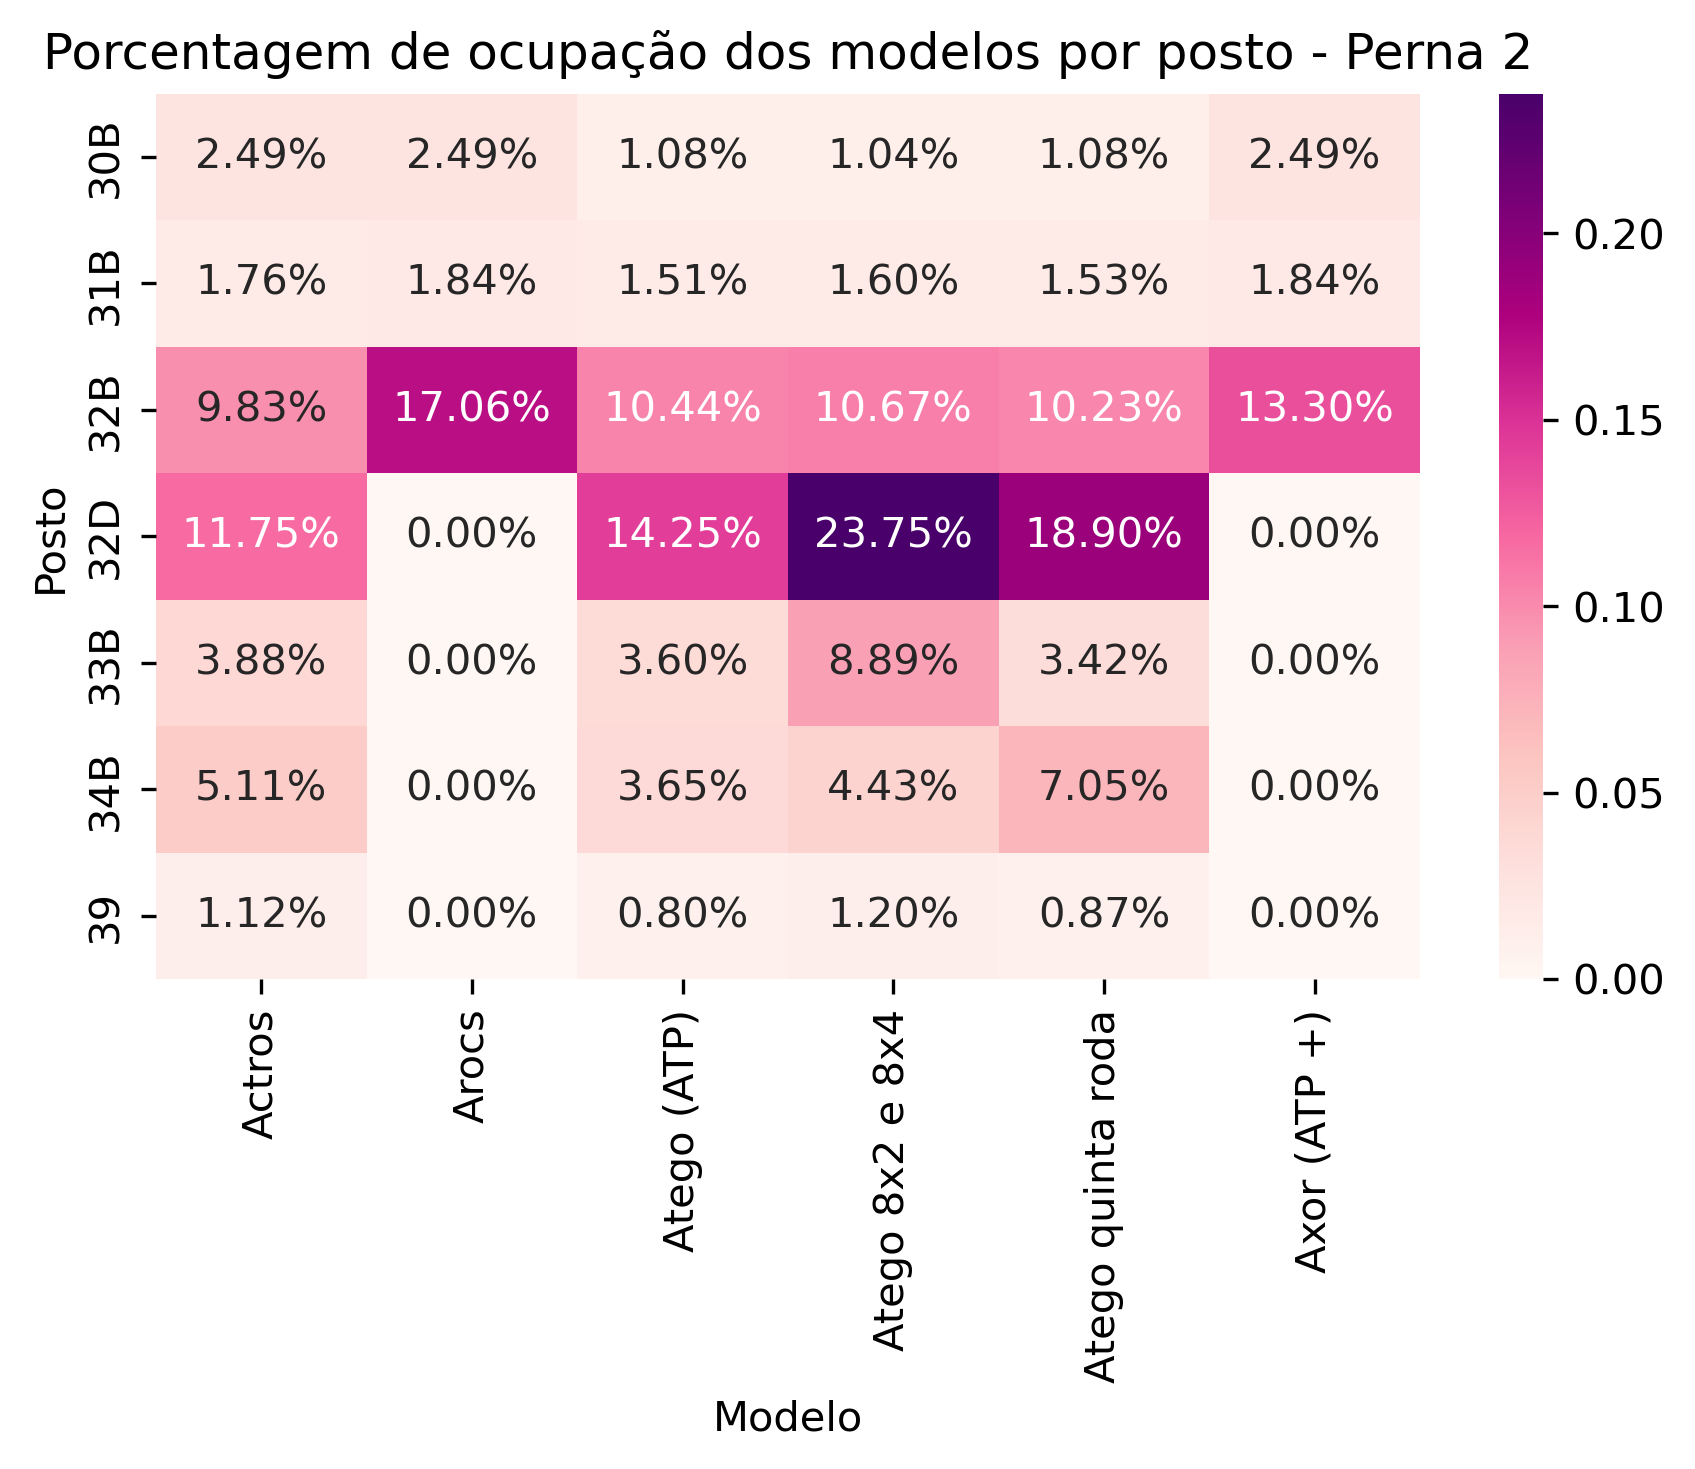 Porcentagem de ocupação dos modelos por posto - Perna 2
Posto
30B 2.49% 2.49% 1.08% 1.04% 1.08% 2.49%
31B 1.76% 1.84% 1.51% 1.60% 1.53% 1.84%
32B 9.83% 17.06% 10.44% 10.67% 10.23% 13.30%
32D 11.75% 0.00% 14.25% 23.75% 18.90% 0.00%
33B 3.88% 0.00% 3.60% 8.89% 3.42% 0.00%
34B 5.11% 0.00% 3.65% 4.43% 7.05% 0.00%
39 1.12% 0.00% 0.80% 1.20% 0.87% 0.00%
Actros
Arocs
Atego (ATP)
Atego 8x2 e 8x4
Atego quinta roda
Axor (ATP +)
Modelo
0.20
0.15
0.10
0.05
0.00